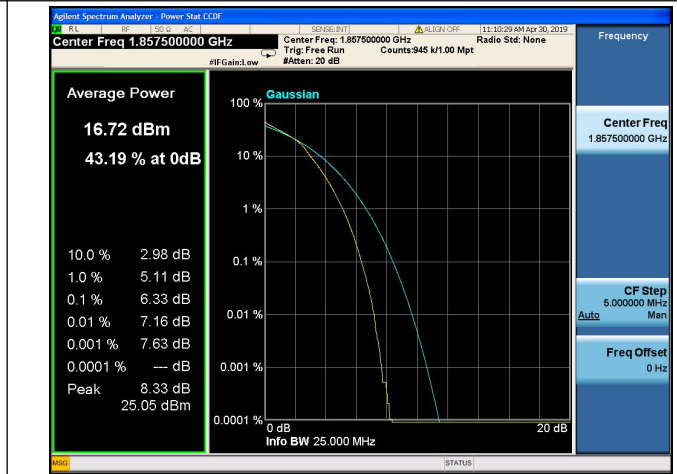 Agilent Spectrum Analyzer - Power Stat CCDF
RL RF 50 Ω AC SENSE:INT ALIGN OFF 11:10:29 AM Apr 30, 2019
Center Freq 1.857500000 GHz
Center Freq: 1.857500000 GHz Radio Std: None
Trig: Free Run Counts:945 k/1.00 Mpt
#IFGain:Low #Atten: 20 dB
Frequency
Average Power
16.72 dBm
43.19 % at 0dB
10.0 % 2.98 dB
1.0 % 5.11 dB
0.1 % 6.33 dB
0.01 % 7.16 dB
0.001 % 7.63 dB
0.0001 % --- dB
Peak 8.33 dB
25.05 dBm
Gaussian
100 %
10 %
1 %
0.1 %
0.01 %
0.001 %
0.0001 %
0 dB 20 dB
Info BW 25.000 MHz
Center Freq
1.857500000 GHz
CF Step
5.000000 MHz
Auto Man
Freq Offset
0 Hz
MSG STATUS